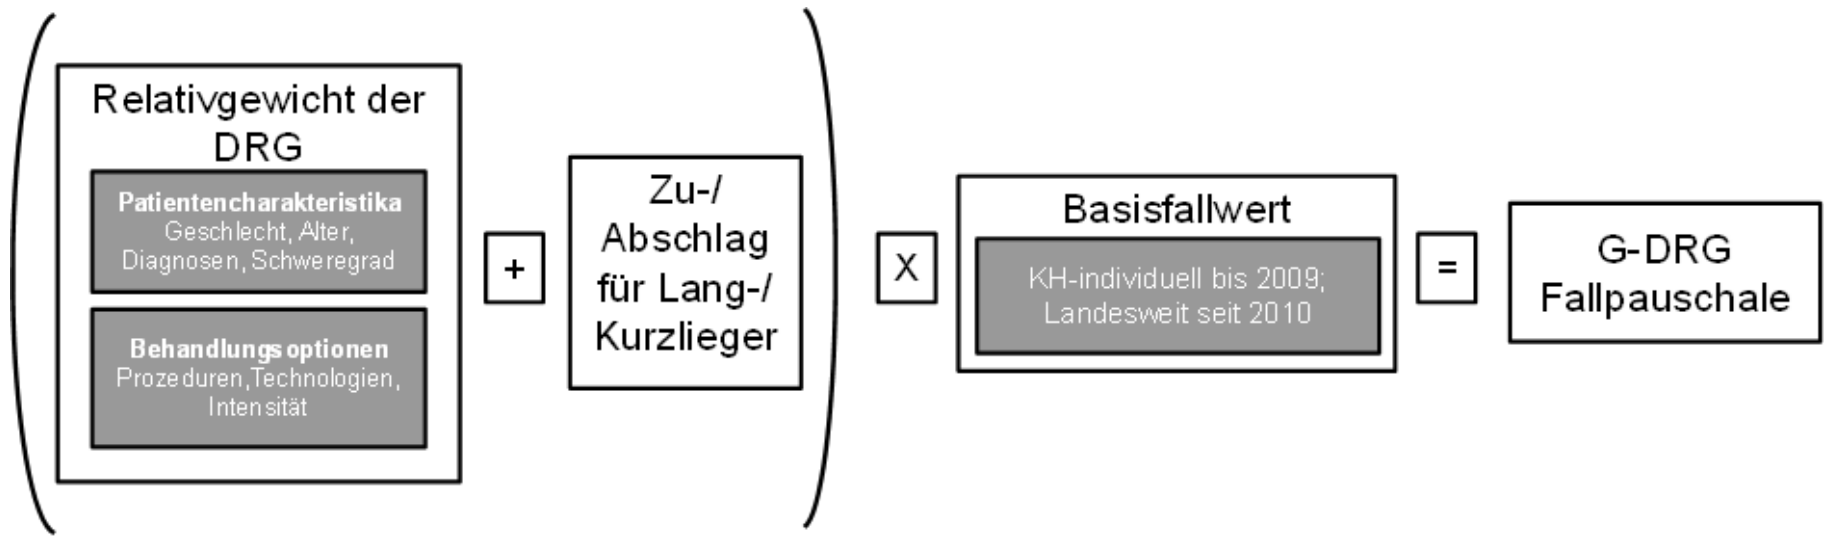 Relativgewicht der
DRG
Patientencharakteristika
Geschlecht, Alter,
Diagnosen, Schweregrad
Behandlungsoptionen
Prozeduren,Technologien,
Intensität
+
Zu-/
Abschlag
für Lang-/
Kurzlieger
X
Basisfallwert
KH-individuell bis 2009;
Landesweit seit 2010
=
G-DRG
Fallpauschale